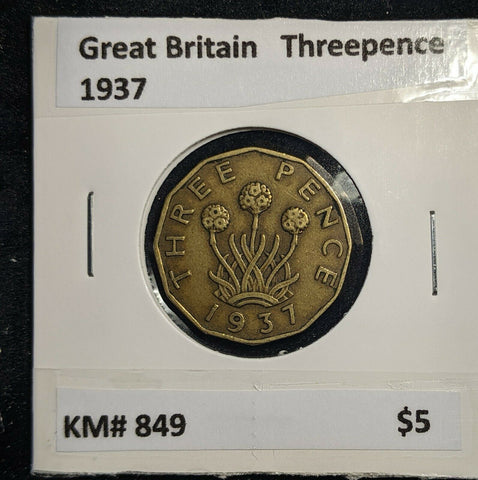 Great Britain Threepence
1937
THREE PENCE
1937
KM# 849 $5